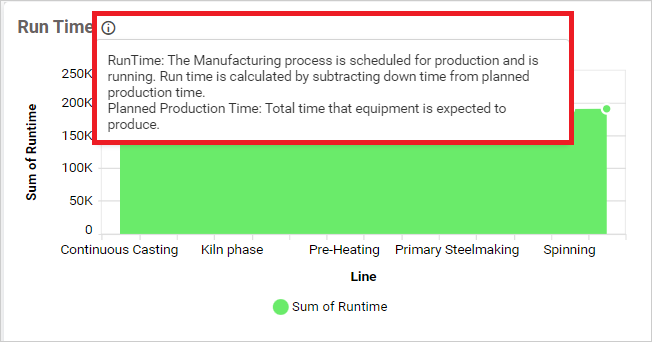 Run Time
RunTime: The Manufacturing process is scheduled for production and is
running. Run time is calculated by subtracting down time from planned
production time.
Planned Production Time: Total time that equipment is expected to
produce.
Sum of Runtime
250K
200K
150K
100K
50K
0
Continuous Casting Kiln phase Pre-Heating Primary Steelmaking Spinning
Line
Sum of Runtime